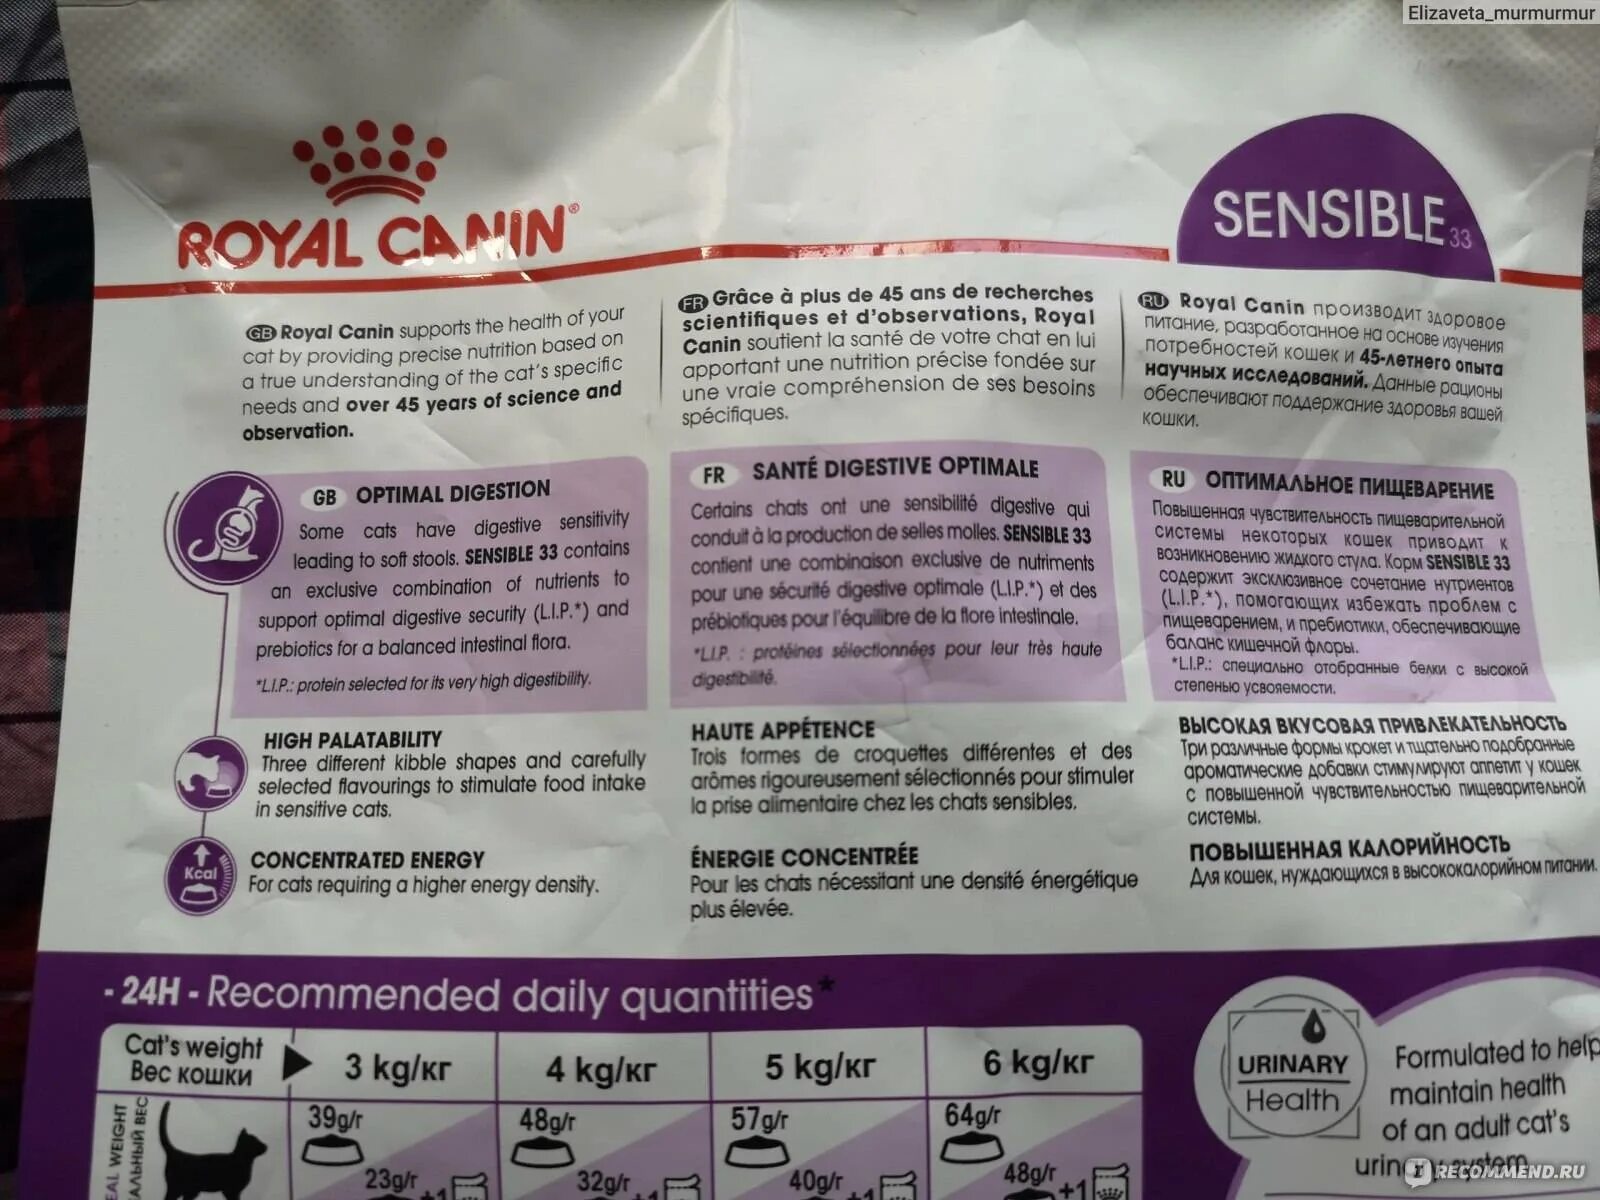 Elizaveta_murmurmur
ROYAL CANIN®
SENSIBLE 33
GB Royal Canin supports the health of your
cat by providing precise nutrition based on
a true understanding of the cat's specific
needs and over 45 years of science and
observation.
FR Grâce à plus de 45 ans de recherches
scientifiques et d'observations, Royal
Canin soutient la santé de votre chat en lui
apportant une nutrition précise fondée sur
une vraie compréhension de ses besoins
spécifiques.
RU Royal Canin производит здоровое
питание, разработанное на основе изучения
потребностей кошек и 45-летнего опыта
научных исследований. Данные рационы
обеспечивают поддержание здоровья вашей
кошки.
GB OPTIMAL DIGESTION
Some cats have digestive sensitivity
leading to soft stools. SENSIBLE 33 contains
an exclusive combination of nutrients to
support optimal digestive security (L.I.P.*) and
prebiotics for a balanced intestinal flora.
*L.I.P.: protein selected for its very high digestibility.
FR SANTÉ DIGESTIVE OPTIMALE
Certains chats ont une sensibilité digestive qui
conduit à la production de selles molles. SENSIBLE 33
contient une combinaison exclusive de nutriments
pour une sécurité digestive optimale (L.I.P.*) et des
prébiotiques pour l'équilibre de la flore intestinale.
*L.I.P. : protéines sélectionnées pour leur très haute
digestibilité.
RU ОПТИМАЛЬНОЕ ПИЩЕВАРЕНИЕ
Повышенная чувствительность пищеварительной
системы некоторых кошек приводит к
возникновению жидкого стула. Корм SENSIBLE 33
содержит эксклюзивное сочетание нутриентов
(L.I.P.*), помогающих избежать проблем с
пищеварением, и пребиотики, обеспечивающие
баланс кишечной флоры.
*L.I.P.: специально отобранные белки с высокой
степенью усвояемости.
HIGH PALATABILITY
Three different kibble shapes and carefully
selected flavourings to stimulate food intake
in sensitive cats.
HAUTE APPÉTENCE
Trois formes de croquettes différentes et des
arômes rigoureusement sélectionnés pour stimuler
la prise alimentaire chez les chats sensibles.
ВЫСОКАЯ ВКУСОВАЯ ПРИВЛЕКАТЕЛЬНОСТЬ
Три различные формы крокет и тщательно подобранные
ароматические добавки стимулируют аппетит у кошек
с повышенной чувствительностью пищеварительной
системы.
Kcal
CONCENTRATED ENERGY
For cats requiring a higher energy density.
ÉNERGIE CONCENTRÉE
Pour les chats nécessitant une densité énergétique
plus élevée.
ПОВЫШЕННАЯ КАЛОРИЙНОСТЬ
Для кошек, нуждающихся в высококалорийном питании.
- 24H - Recommended daily quantities*
Cat's weight
Вес кошки
3 kg/кг
4 kg/кг
5 kg/кг
6 kg/кг
EAL WEIGHT
АЛЬНЫЙ ВЕС
39g/г
48g/г
57g/г
64g/г
23g/г +1
32g/г +1
40g/г +1
48g/г +1
URINARY
Health
Formulated to help
maintain health
of an adult cat's
urinary system
RECOMMEND.RU